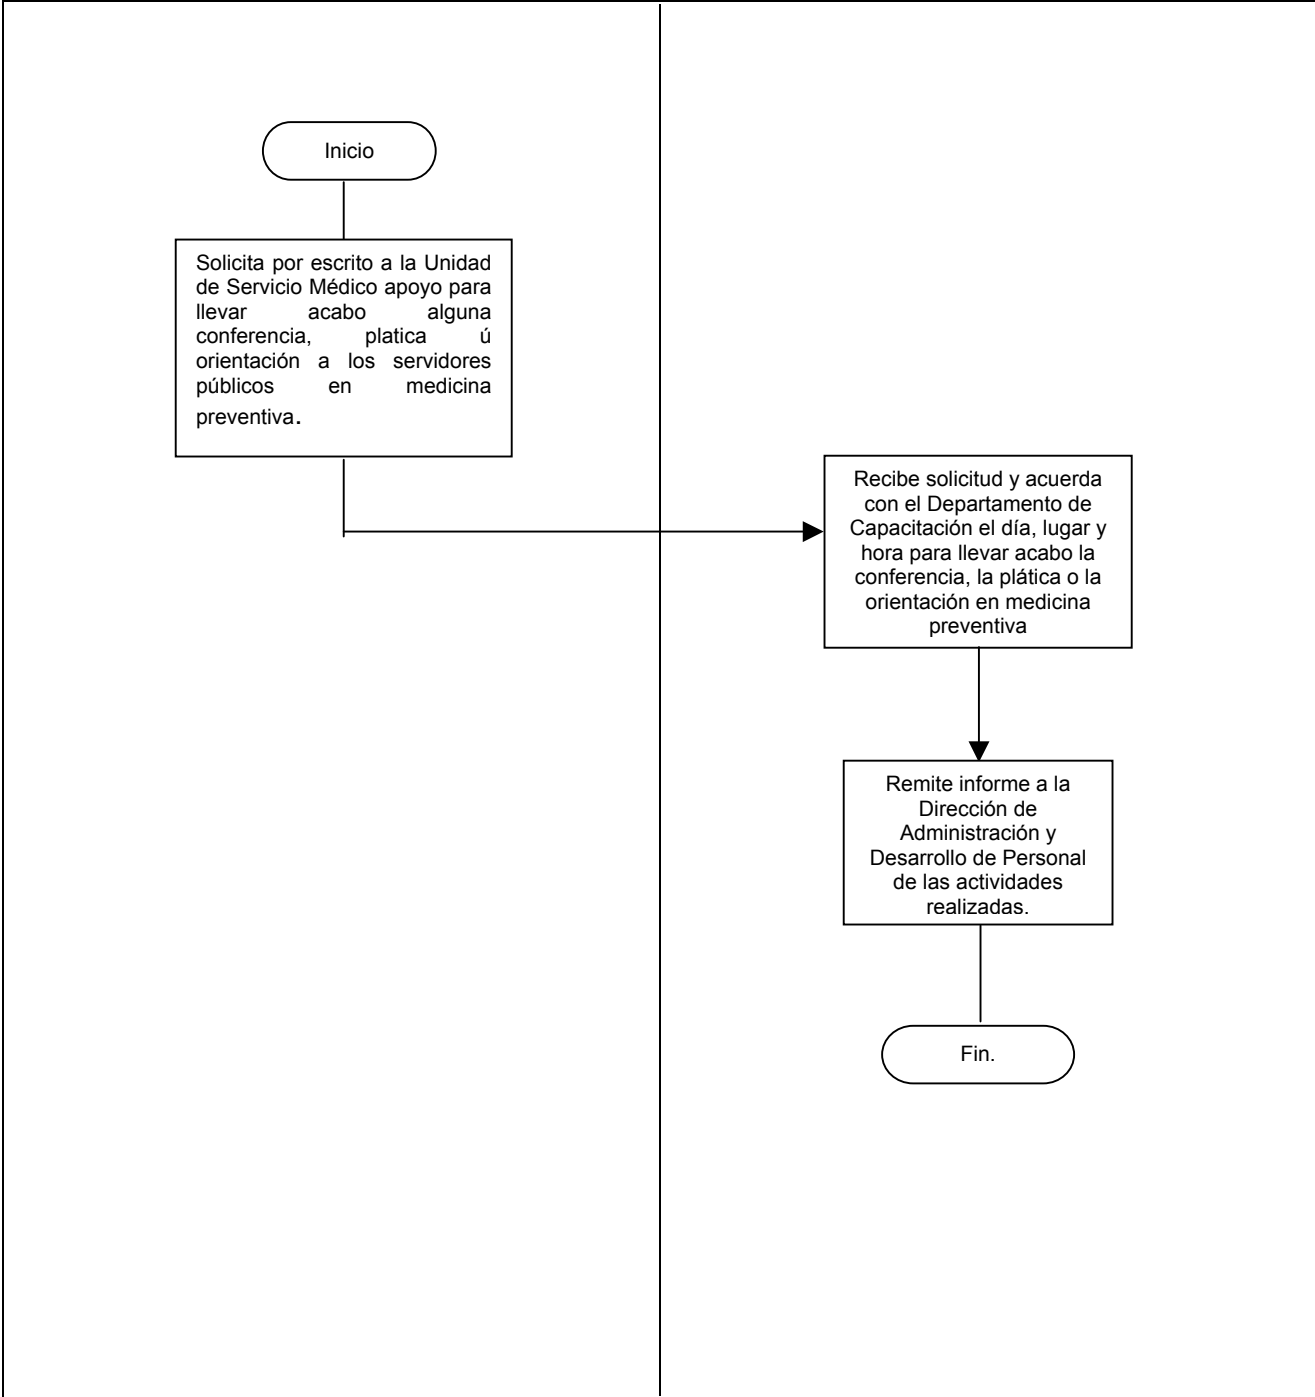 Inicio
Solicita por escrito a la Unidad
de Servicio Médico apoyo para
llevar acabo alguna
conferencia, platica ú
orientación a los servidores
públicos en medicina
preventiva.
Recibe solicitud y acuerda
con el Departamento de
Capacitación el día, lugar y
hora para llevar acabo la
conferencia, la plática o la
orientación en medicina
preventiva
Remite informe a la
Dirección de
Administración y
Desarrollo de Personal
de las actividades
realizadas.
Fin.